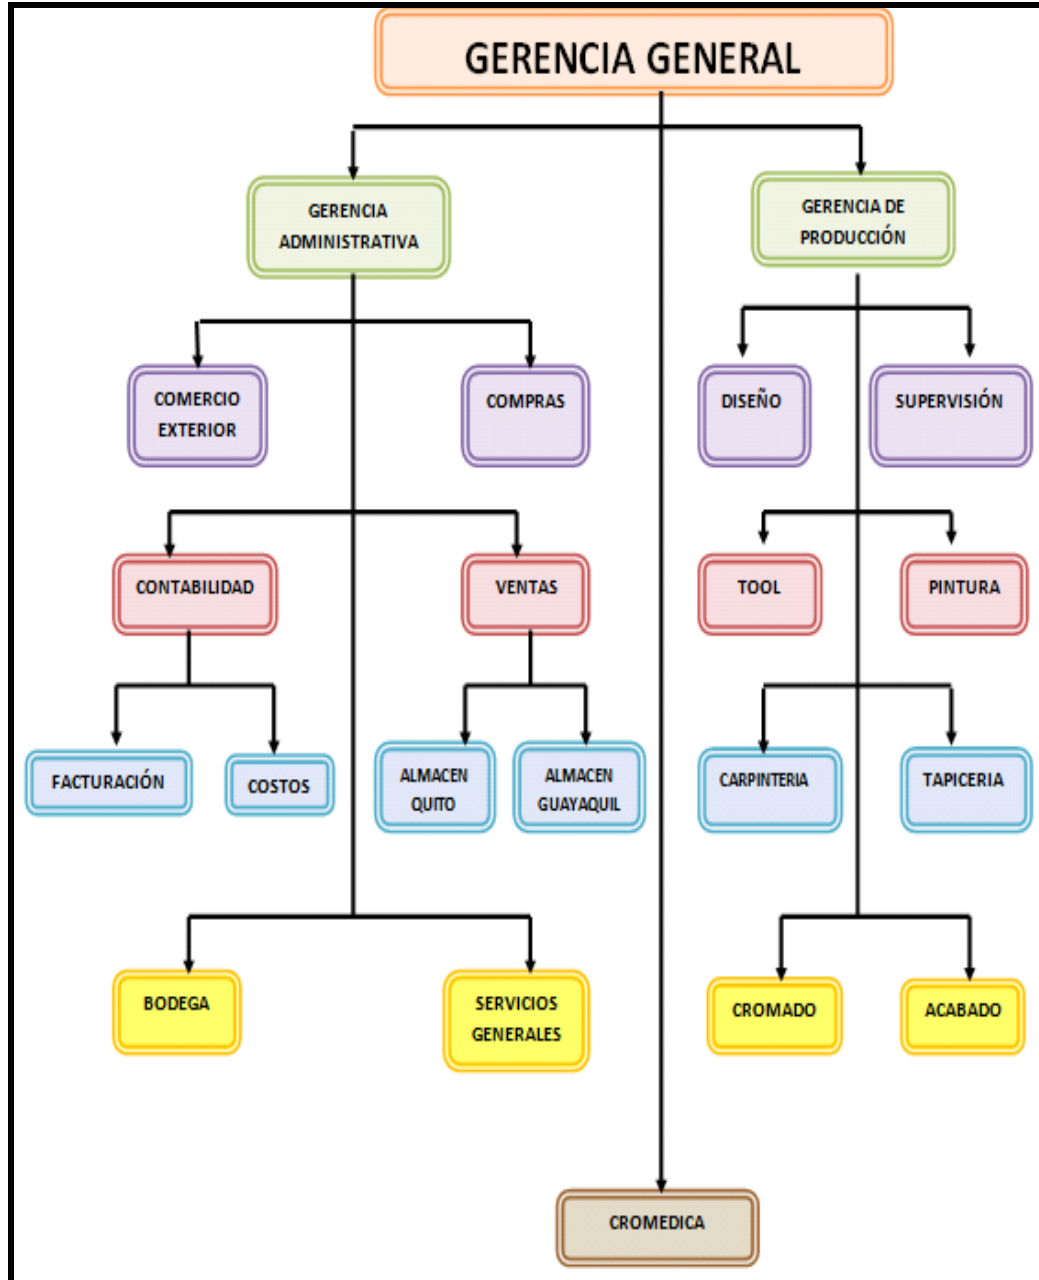 GERENCIA GENERAL
GERENCIA
ADMINISTRATIVA
GERENCIA DE
PRODUCCIÓN
COMERCIO
EXTERIOR
COMPRAS
DISEÑO
SUPERVISIÓN
CONTABILIDAD
VENTAS
TOOL
PINTURA
FACTURACIÓN
COSTOS
ALMACEN
QUITO
ALMACEN
GUAYAQUIL
CARPINTERIA
TAPICERIA
BODEGA
SERVICIOS
GENERALES
CROMADO
ACABADO
CROMEDICA